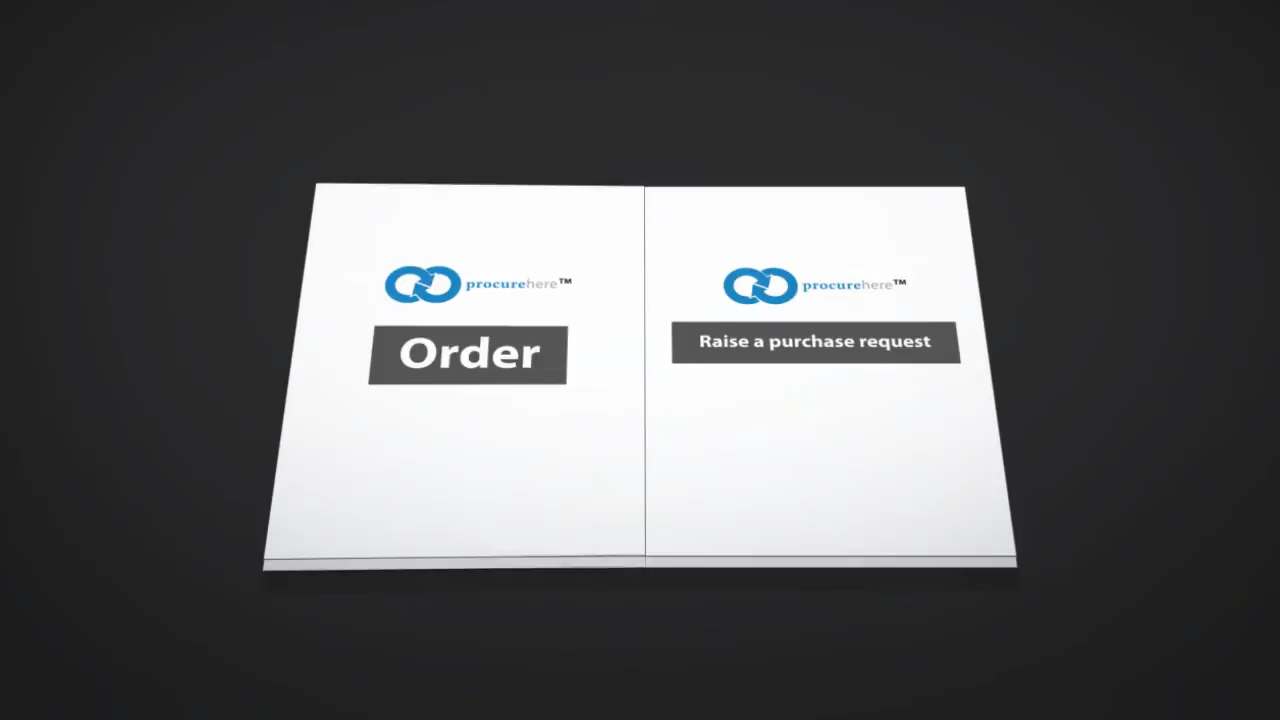 procurehere™
Order
procurehere™
Raise a purchase request